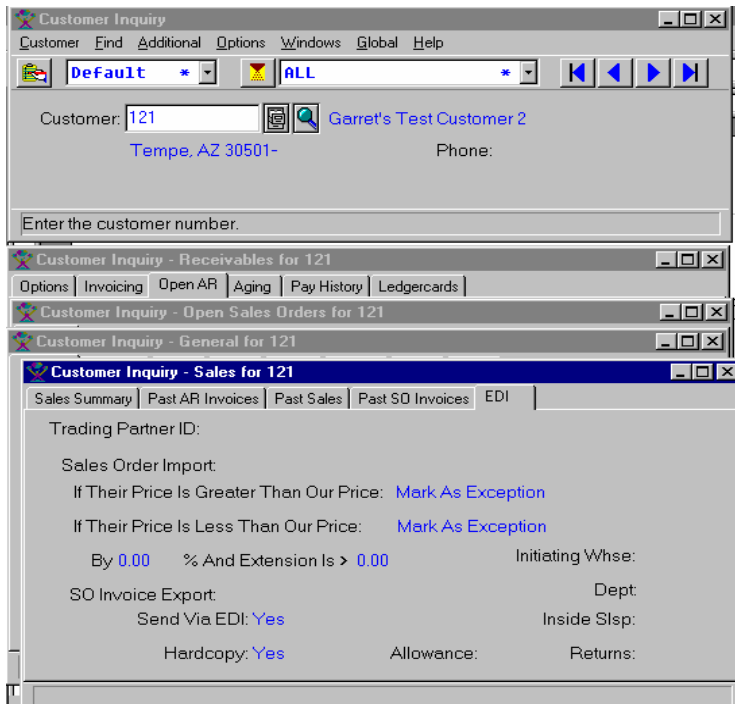 Customer Inquiry
Customer Find Additional Options Windows Global Help
Default * ALL *
Customer: 121 Garret's Test Customer 2
Tempe, AZ 30501- Phone:
Enter the customer number.
Customer Inquiry - Receivables for 121
Options Invoicing Open AR Aging Pay History Ledgercards
Customer Inquiry - Open Sales Orders for 121
Customer Inquiry - General for 121
Customer Inquiry - Sales for 121
Sales Summary Past AR Invoices Past Sales Past SO Invoices EDI
Trading Partner ID:
Sales Order Import:
If Their Price Is Greater Than Our Price: Mark As Exception
If Their Price Is Less Than Our Price: Mark As Exception
By 0.00 % And Extension Is > 0.00 Initiating Whse:
SO Invoice Export: Dept:
Send Via EDI: Yes Inside Slsp:
Hardcopy: Yes Allowance: Returns: